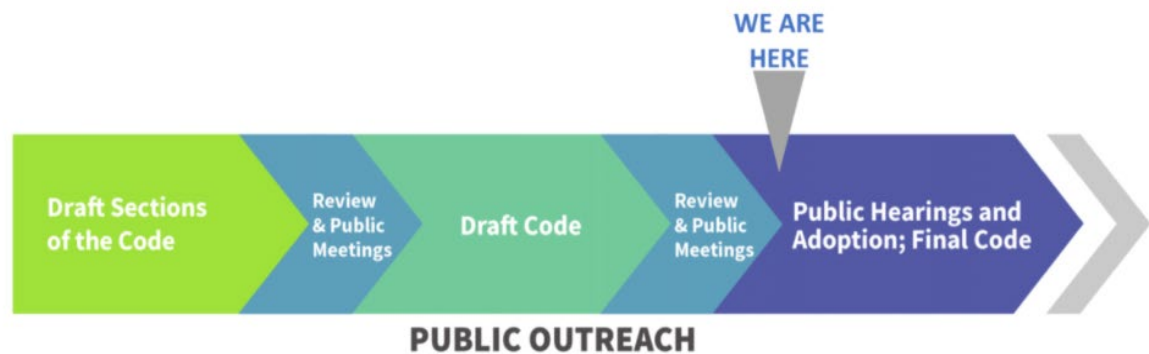 WE ARE
HERE
Draft Sections
of the Code
Review
& Public
Meetings
Draft Code
Review
& Public
Meetings
Public Hearings and
Adoption; Final Code
PUBLIC OUTREACH